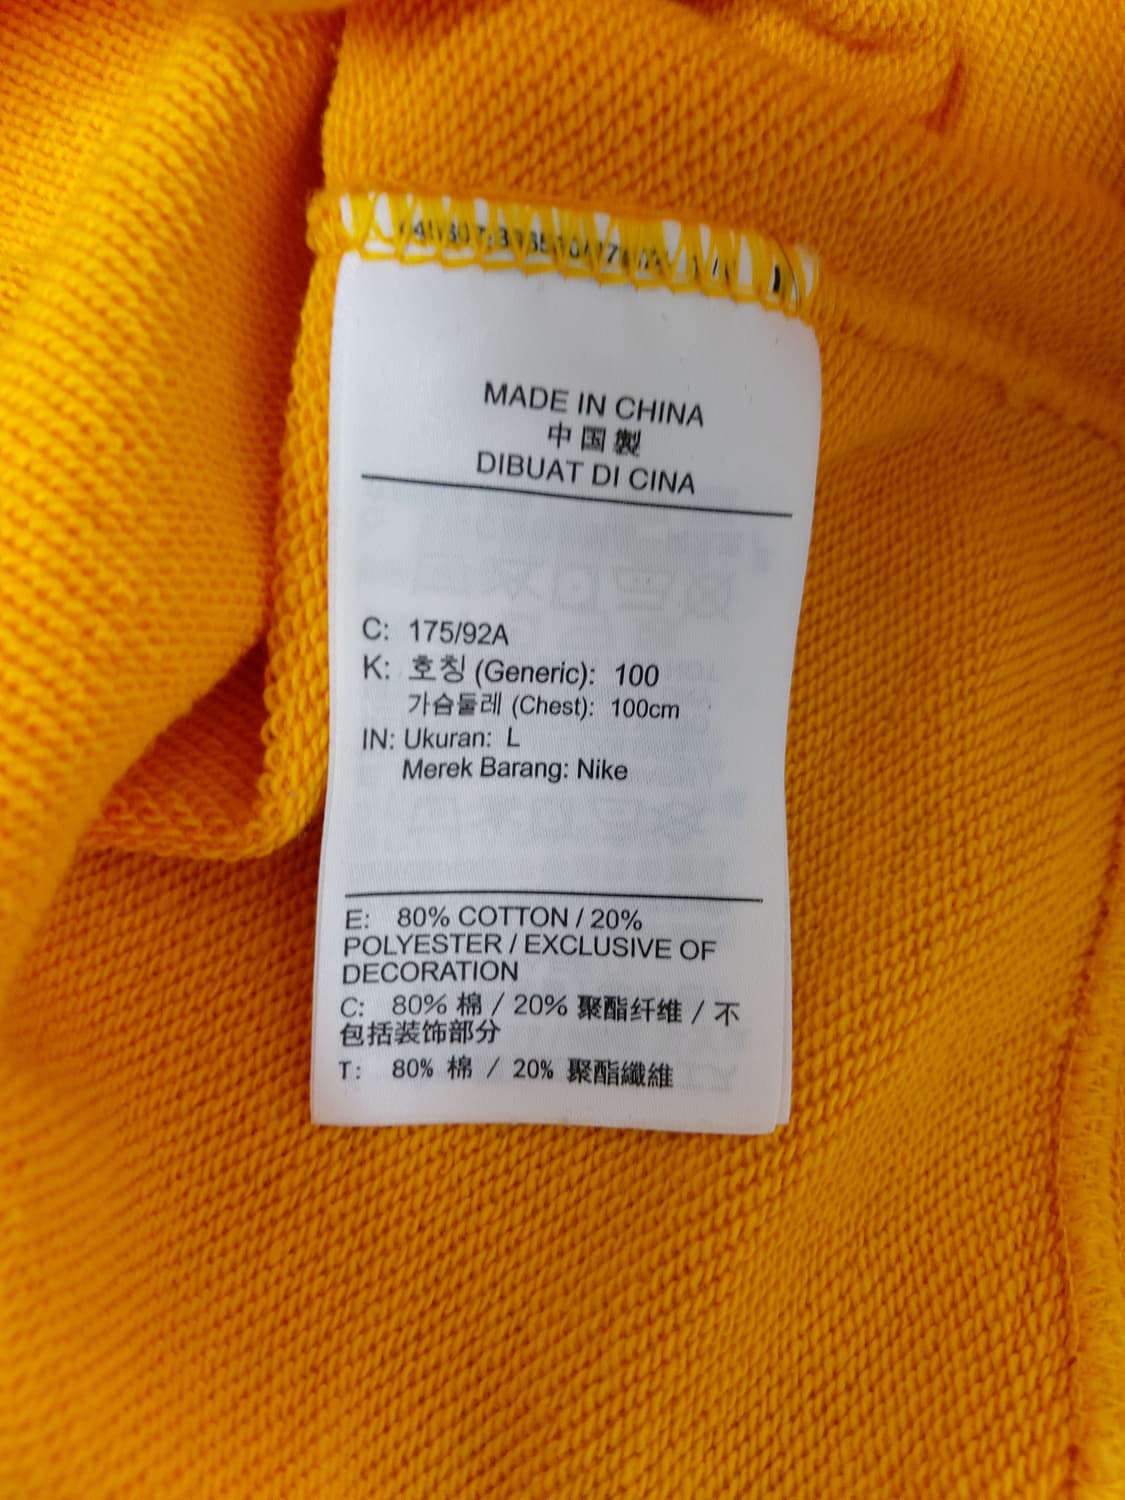 MADE IN CHINA
中国製
DIBUAT DI CINA
C: 175/92A
K: 호칭 (Generic): 100
가슴둘레 (Chest): 100cm
IN: Ukuran: L
Merek Barang: Nike
E: 80% COTTON / 20%
POLYESTER / EXCLUSIVE OF
DECORATION
C: 80% 棉 / 20% 聚酯纤维 / 不
包括装饰部分
T: 80% 棉 / 20% 聚酯纖維